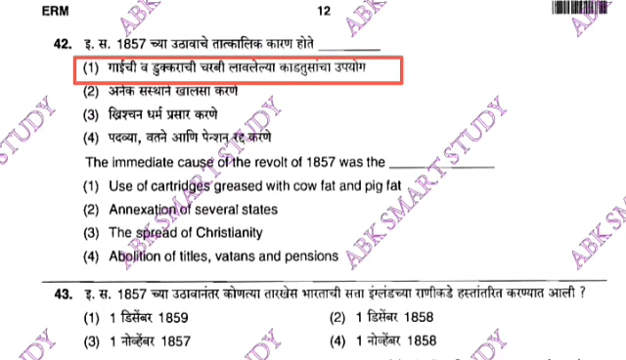 ERM 12
42. इ. स. 1857 च्या उठावाचे तात्कालिक कारण होते ____________
(1) गाईची व डुक्कराची चरबी लावलेल्या काडतुसांचा उपयोग
(2) अनेक संस्थाने खालसा करणे
(3) ख्रिश्चन धर्म प्रसार करणे
(4) पदव्या, वतने आणि पेन्शन रद्द करणे
The immediate cause of the revolt of 1857 was the ____________
(1) Use of cartridges greased with cow fat and pig fat
(2) Annexation of several states
(3) The spread of Christianity
(4) Abolition of titles, vatans and pensions
43. इ. स. 1857 च्या उठावानंतर कोणत्या तारखेस भारताची सत्ता इंग्लंडच्या राणीकडे हस्तांतरित करण्यात आली ?
(1) 1 डिसेंबर 1859 (2) 1 डिसेंबर 1858
(3) 1 नोव्हेंबर 1857 (4) 1 नोव्हेंबर 1858
ABK SMART STUDY
ABK SMART STUDY